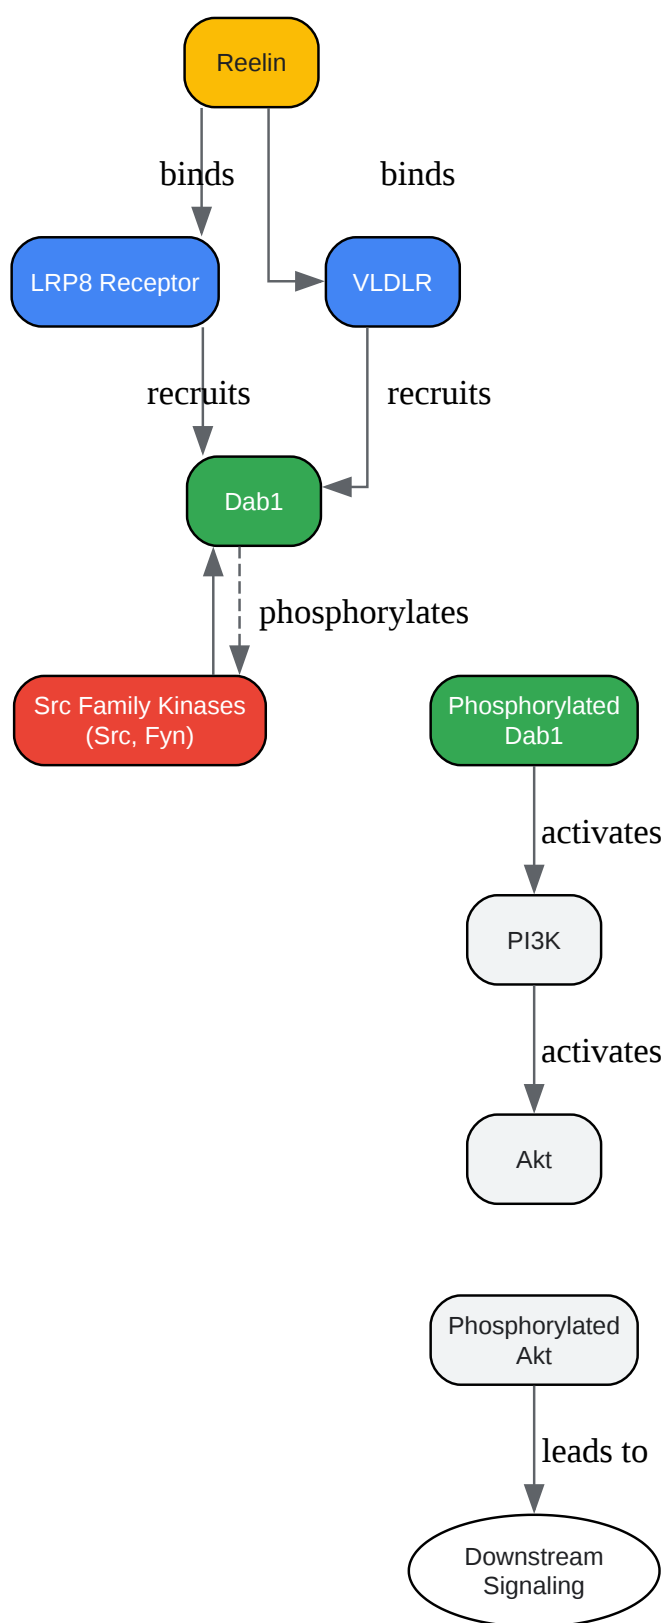 Reelin
binds
binds
LRP8 Receptor
VLDLR
recruits
recruits
Dab1
phosphorylates
Src Family Kinases
(Src, Fyn)
Phosphorylated
Dab1
activates
PI3K
activates
Akt
Phosphorylated
Akt
leads to
Downstream
Signaling